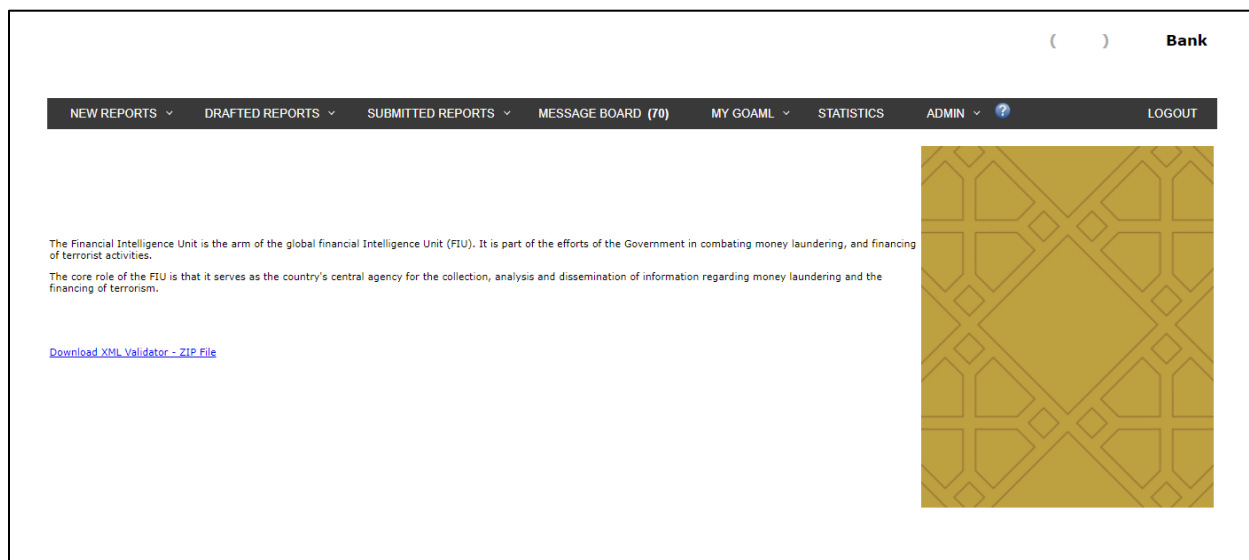 ( ) Bank
NEW REPORTS DRAFTED REPORTS SUBMITTED REPORTS MESSAGE BOARD (70) MY GOAML STATISTICS ADMIN ? LOGOUT
The Financial Intelligence Unit is the arm of the global financial Intelligence Unit (FIU). It is part of the efforts of the Government in combating money laundering, and financing
of terrorist activities.
The core role of the FIU is that it serves as the country's central agency for the collection, analysis and dissemination of information regarding money laundering and the
financing of terrorism.
Download XML Validator - ZIP File